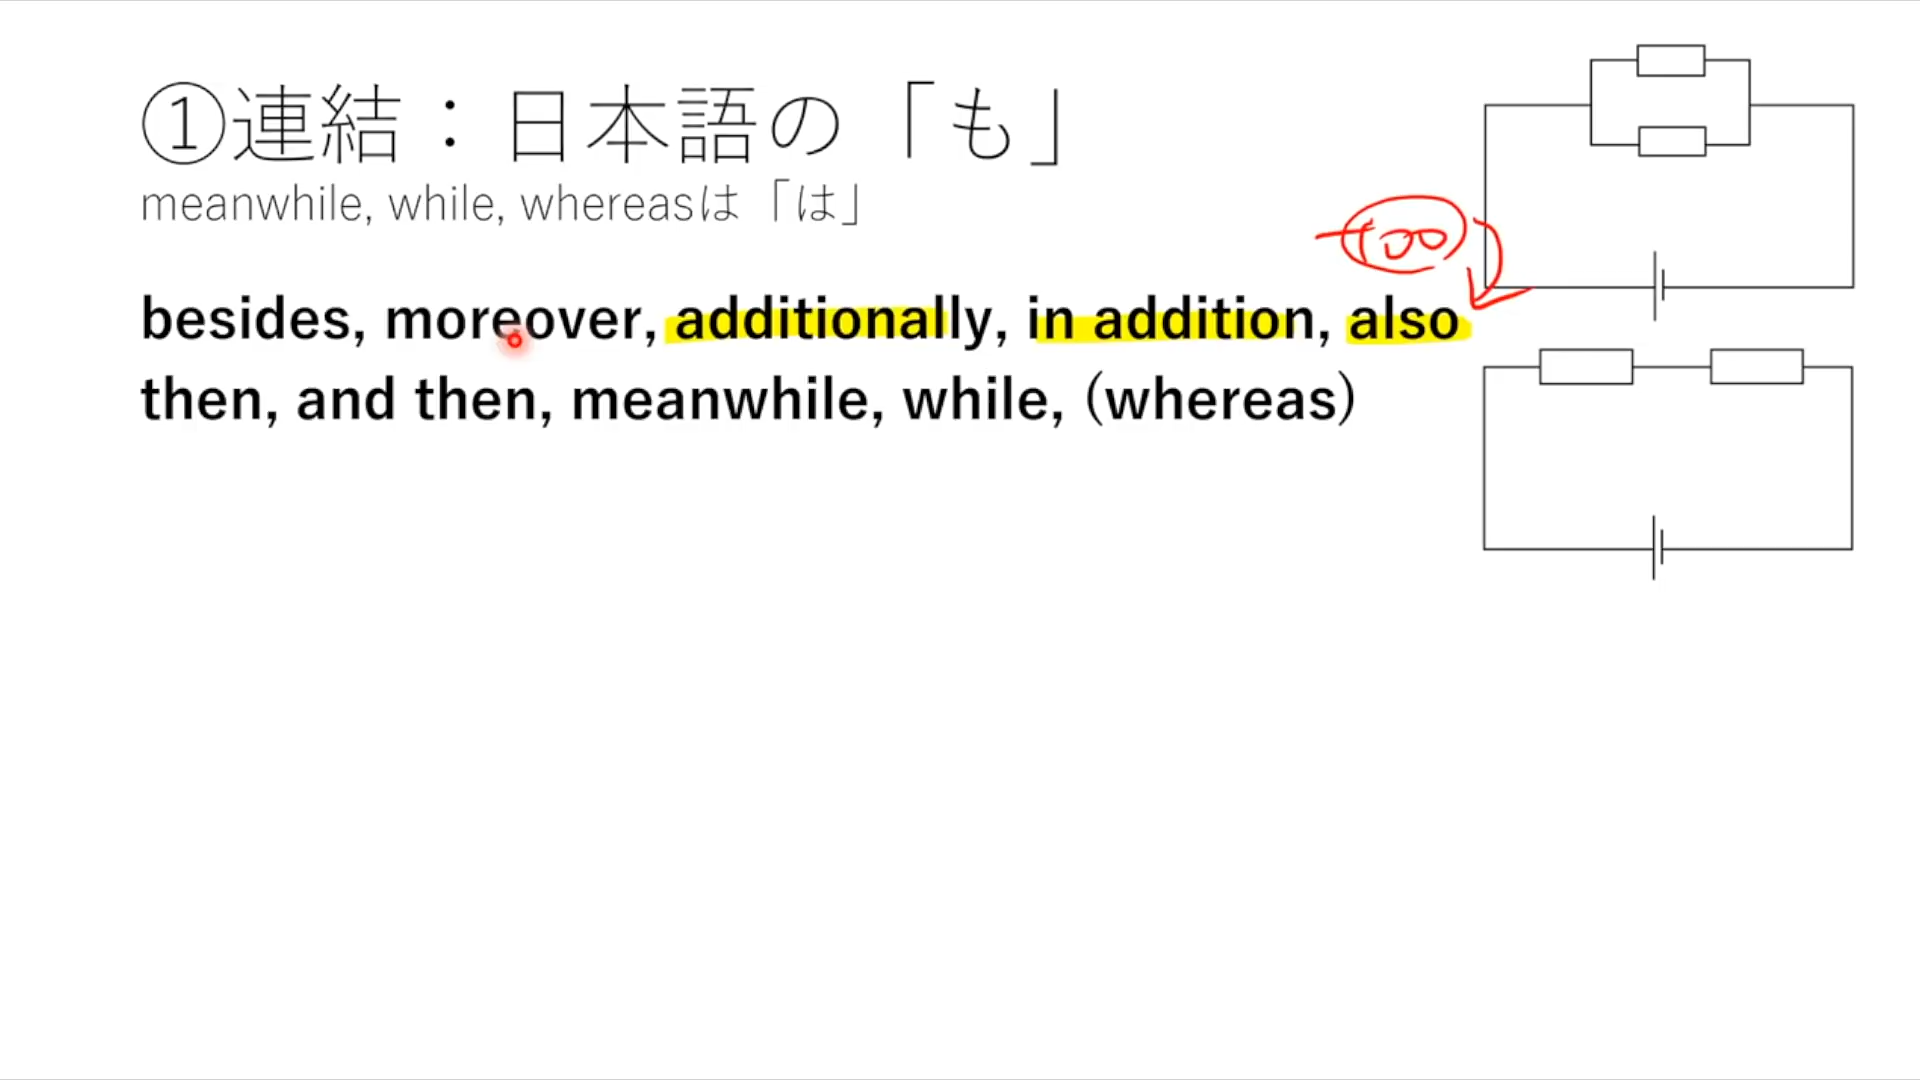 ①連結：日本語の「も」
meanwhile, while, whereasは「は」
too
besides, moreover, additionally, in addition, also
then, and then, meanwhile, while, (whereas)